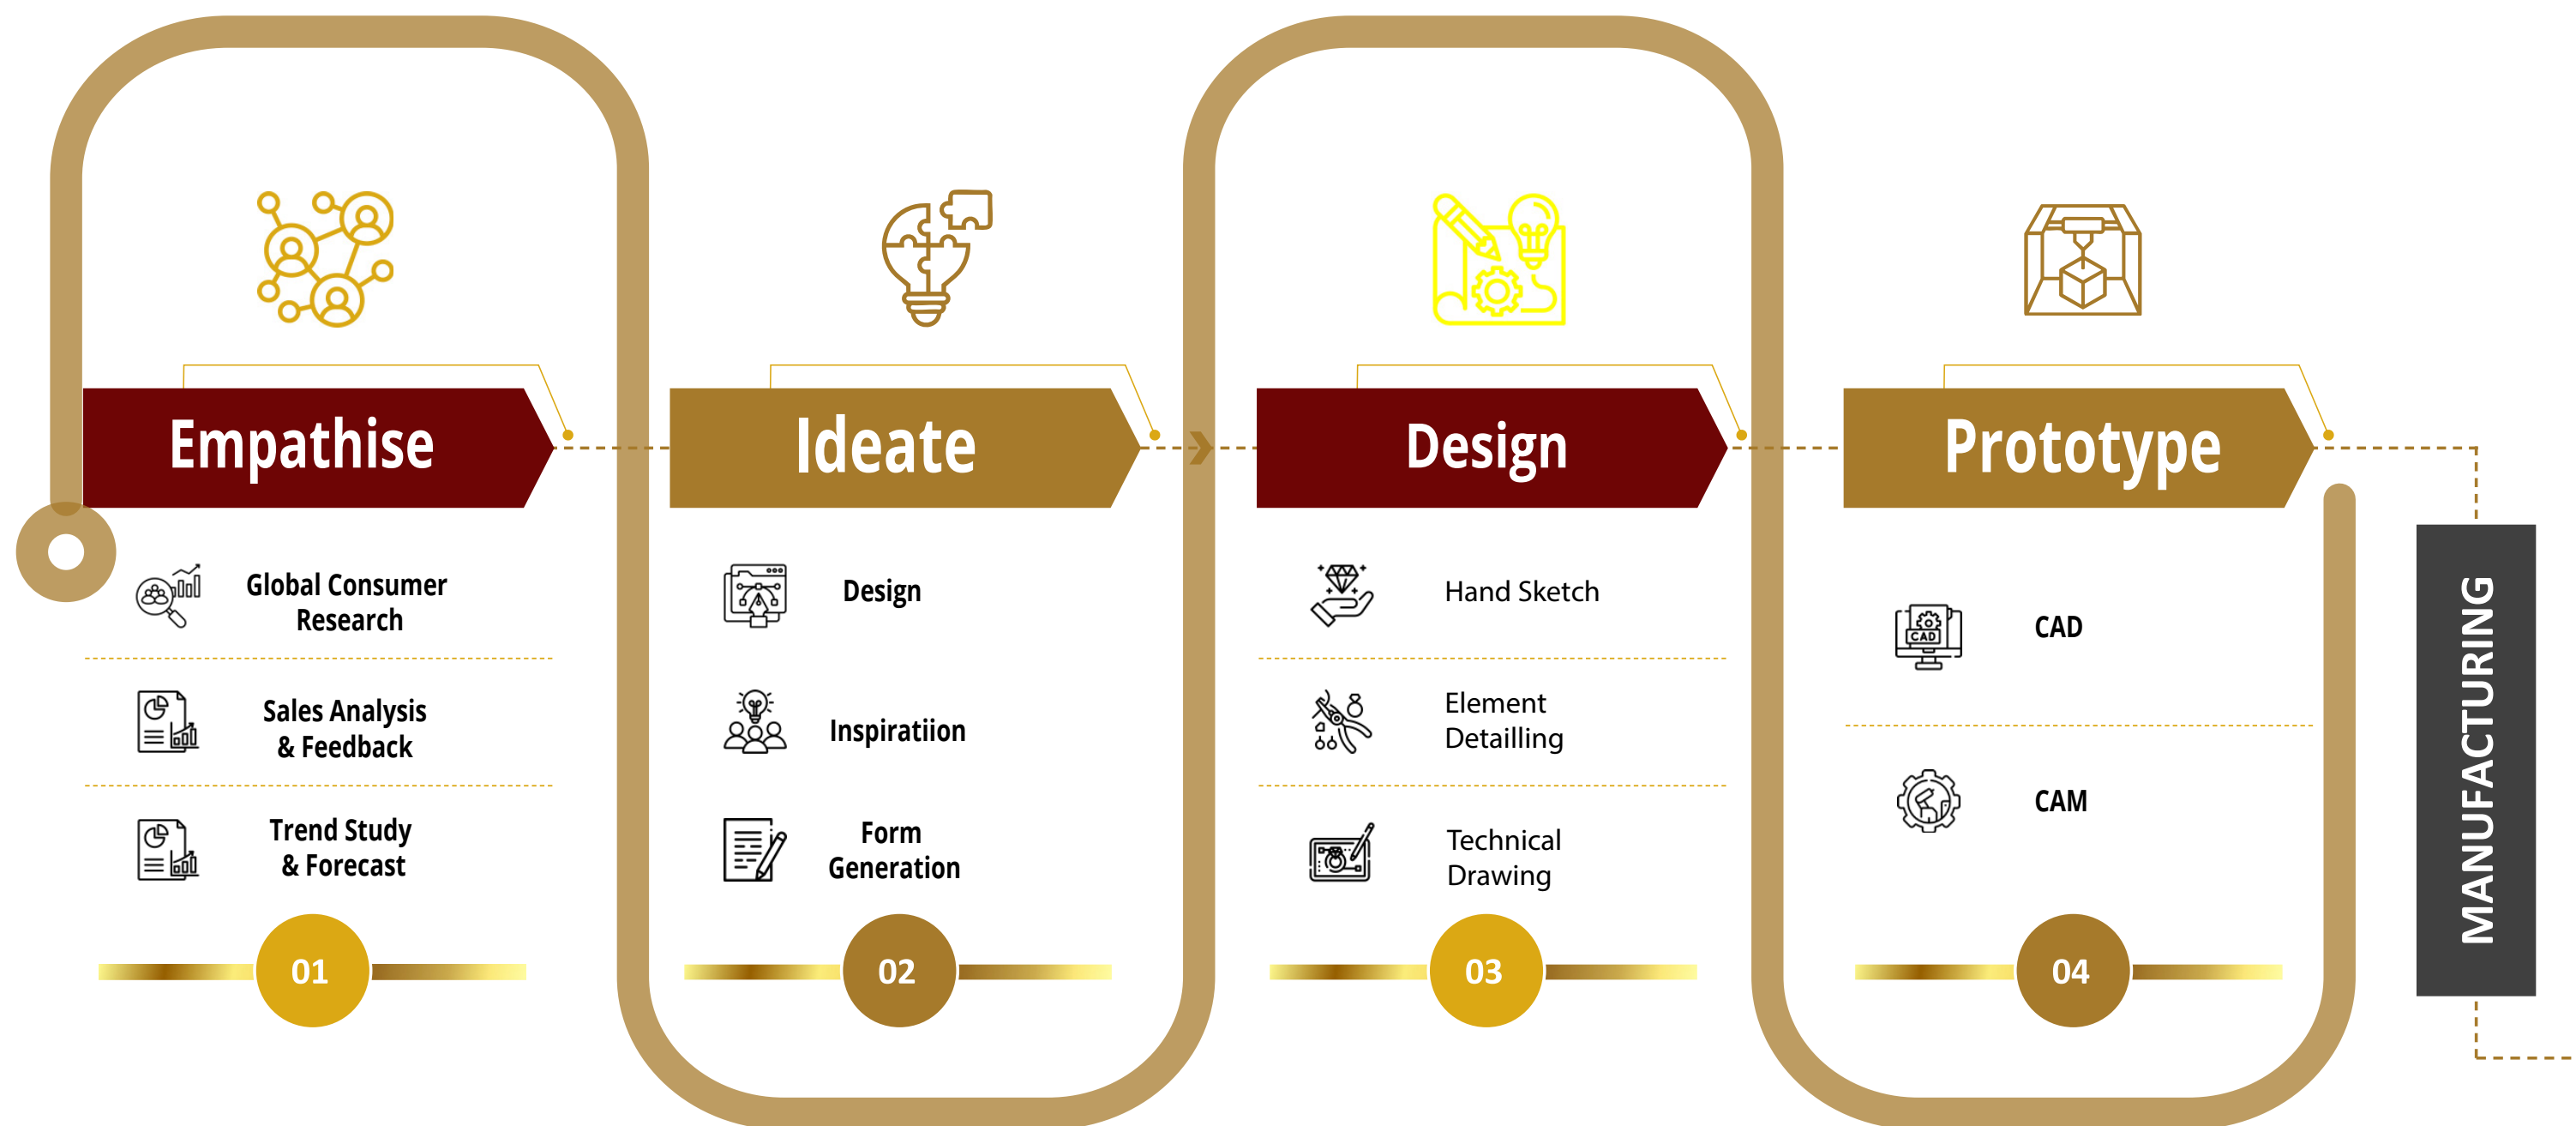 Empathise
Global Consumer
Research
Sales Analysis
& Feedback
Trend Study
& Forecast
01
Ideate
Design
Inspiratiion
Form
Generation
02
Design
Hand Sketch
Element
Detailling
Technical
Drawing
03
Prototype
CAD
CAD
CAM
04
MANUFACTURING